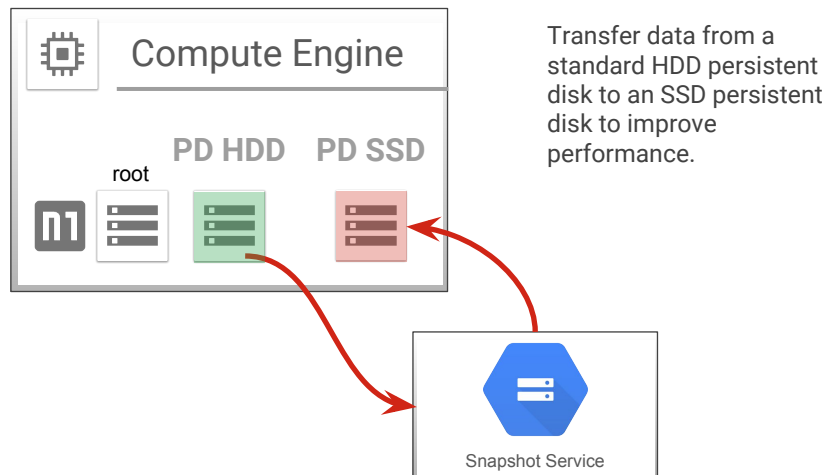 Compute Engine
Transfer data from a
standard HDD persistent
disk to an SSD persistent
disk to improve
performance.
PD HDD
PD SSD
root
n1
Snapshot Service